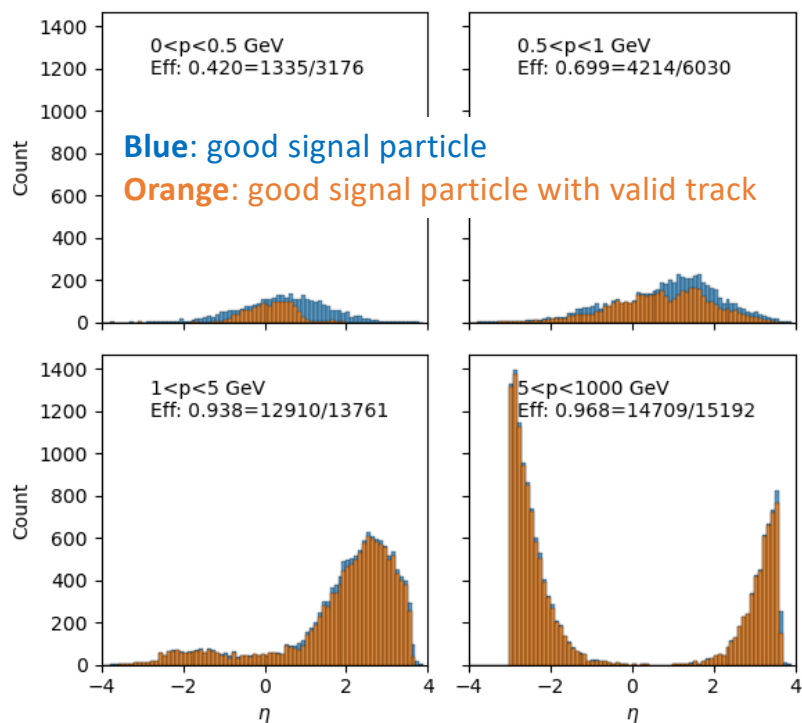 1400
1200
1000
800
600
400
200
0
Count
0<p<0.5 GeV
Eff: 0.420=1335/3176
0.5<p<1 GeV
Eff: 0.699=4214/6030
Blue: good signal particle
Orange: good signal particle with valid track
1400
1200
1000
800
600
400
200
0
Count
1<p<5 GeV
Eff: 0.938=12910/13761
5<p<1000 GeV
Eff: 0.968=14709/15192
−4 −2 0 2 4
η
−4 −2 0 2 4
η